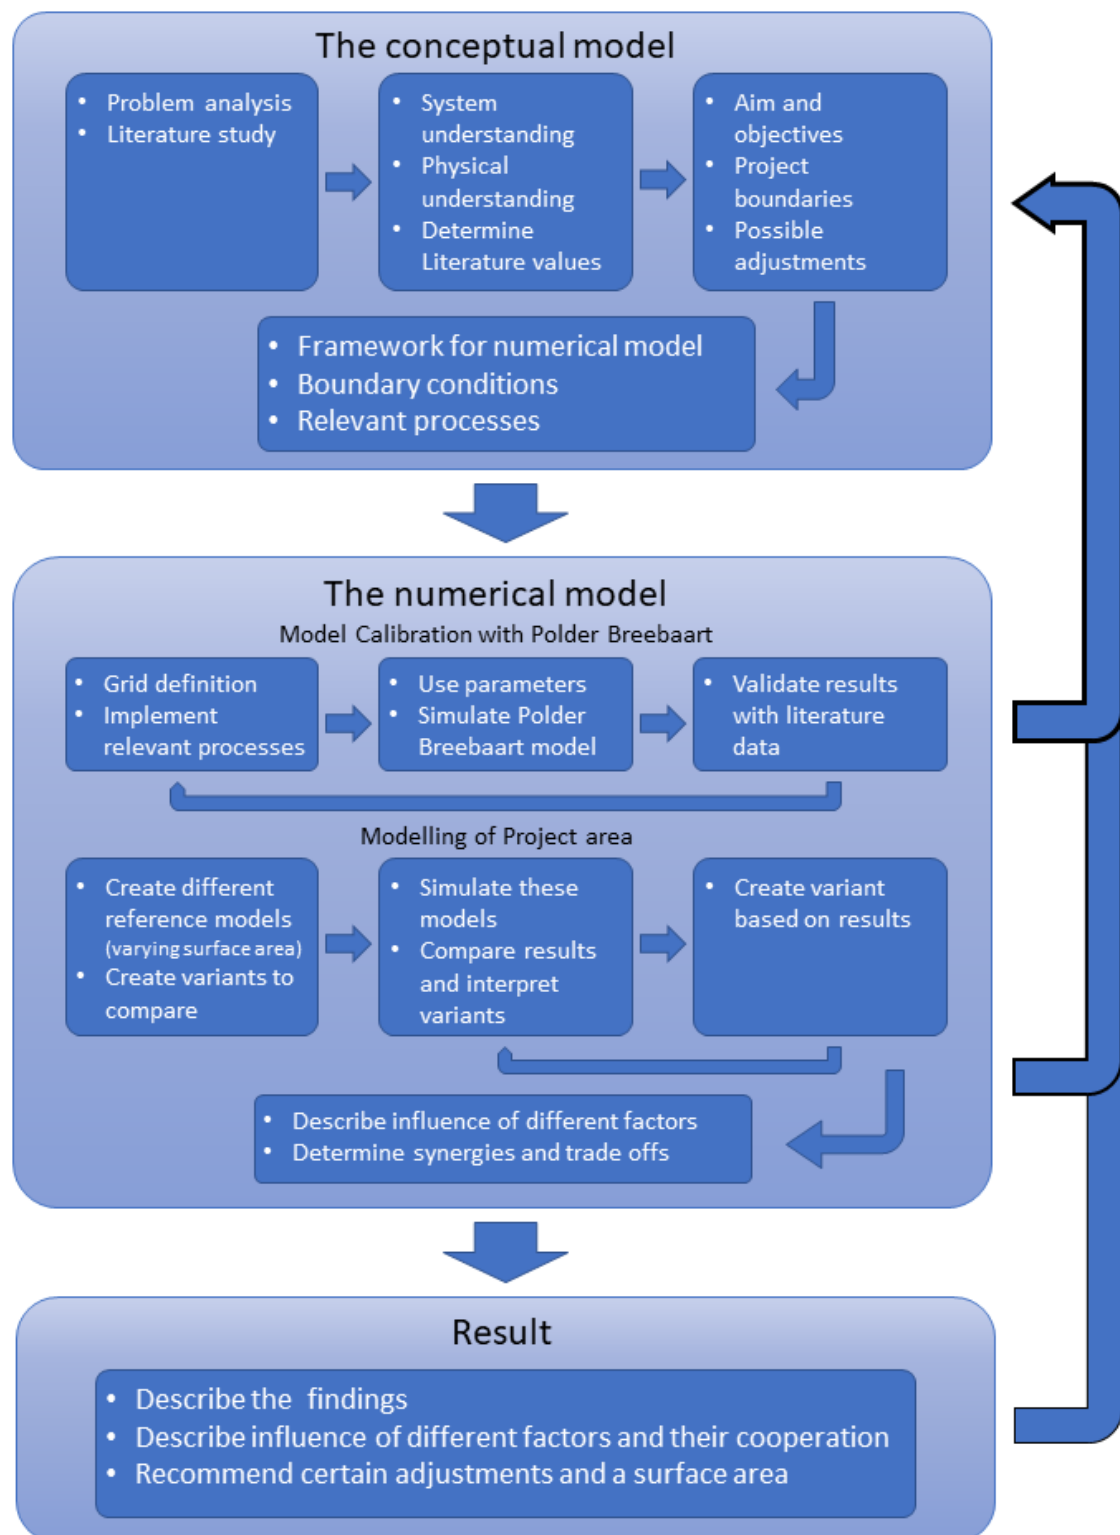 The conceptual model
• Problem analysis
• Literature study
• System
understanding
• Physical
understanding
• Determine
Literature values
• Aim and
objectives
• Project
boundaries
• Possible
adjustments
• Framework for numerical model
• Boundary conditions
• Relevant processes
The numerical model
Model Calibration with Polder Breebaart
• Grid definition
• Implement
relevant processes
• Use parameters
• Simulate Polder
Breebaart model
• Validate results
with literature
data
Modelling of Project area
• Create different
reference models
(varying surface area)
• Create variants to
compare
• Simulate these
models
• Compare results
and interpret
variants
• Create variant
based on results
• Describe influence of different factors
• Determine synergies and trade offs
Result
• Describe the findings
• Describe influence of different factors and their cooperation
• Recommend certain adjustments and a surface area